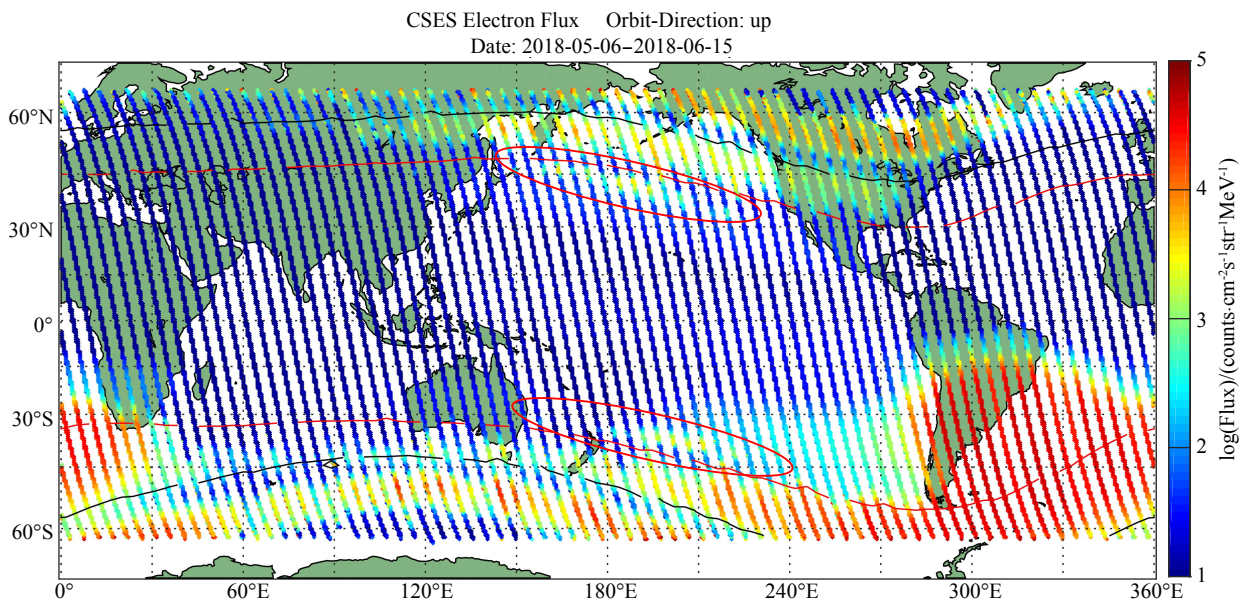 CSES Electron Flux Orbit-Direction: up
Date: 2018-05-06–2018-06-15
60°N
30°N
0°
30°S
60°S
0°
60°E
120°E
180°E
240°E
300°E
360°E
5
4
3
2
1
log(Flux)/(counts·cm⁻²s⁻¹str⁻¹MeV⁻¹)